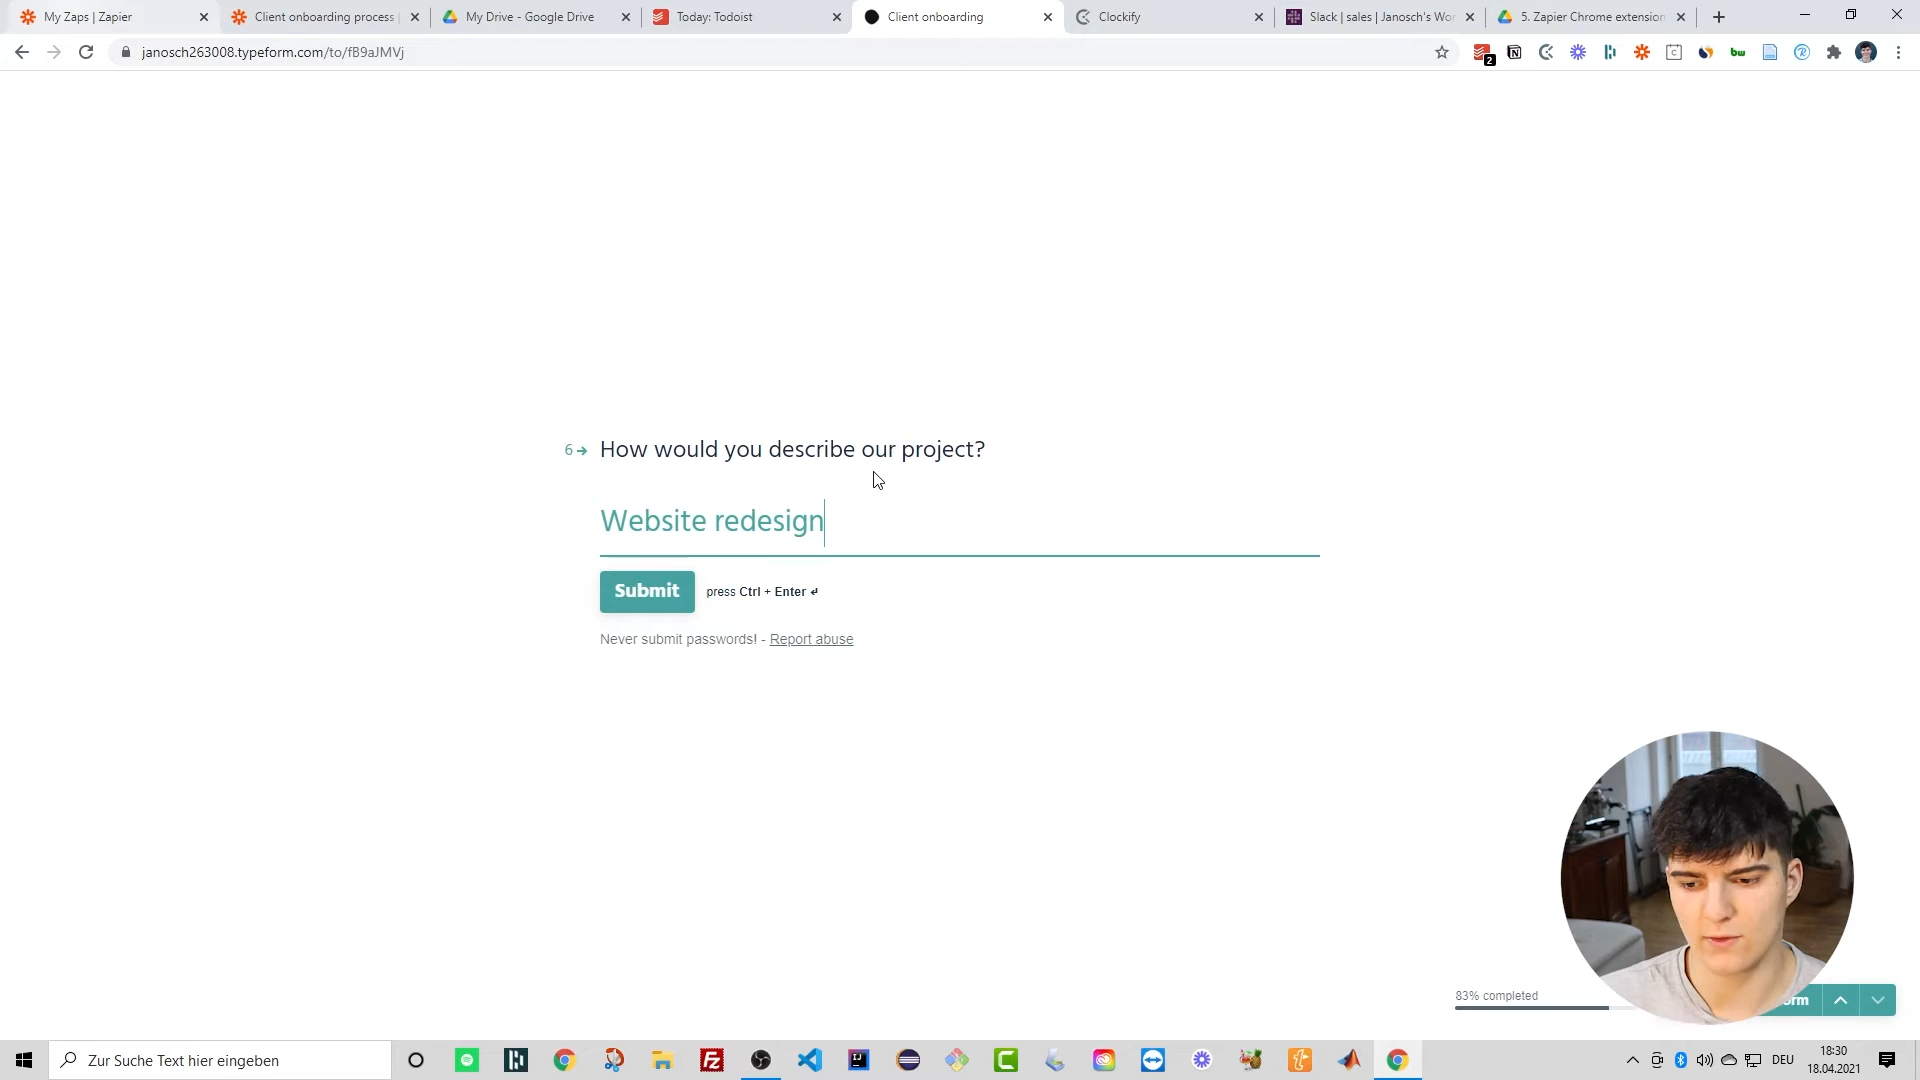 My Zaps | Zapier
Client onboarding process |
My Drive - Google Drive
Today: Todoist
Client onboarding
Clockify
Slack | sales | Janosch's Wor
5. Zapier Chrome extension
janosch263008.typeform.com/to/fB9aJMVj
2
6 How would you describe our project?
Website redesign
Submit press Ctrl + Enter ↵
Never submit passwords! - Report abuse
83% completed
orm
Zur Suche Text hier eingeben
DEU
18:30
18.04.2021